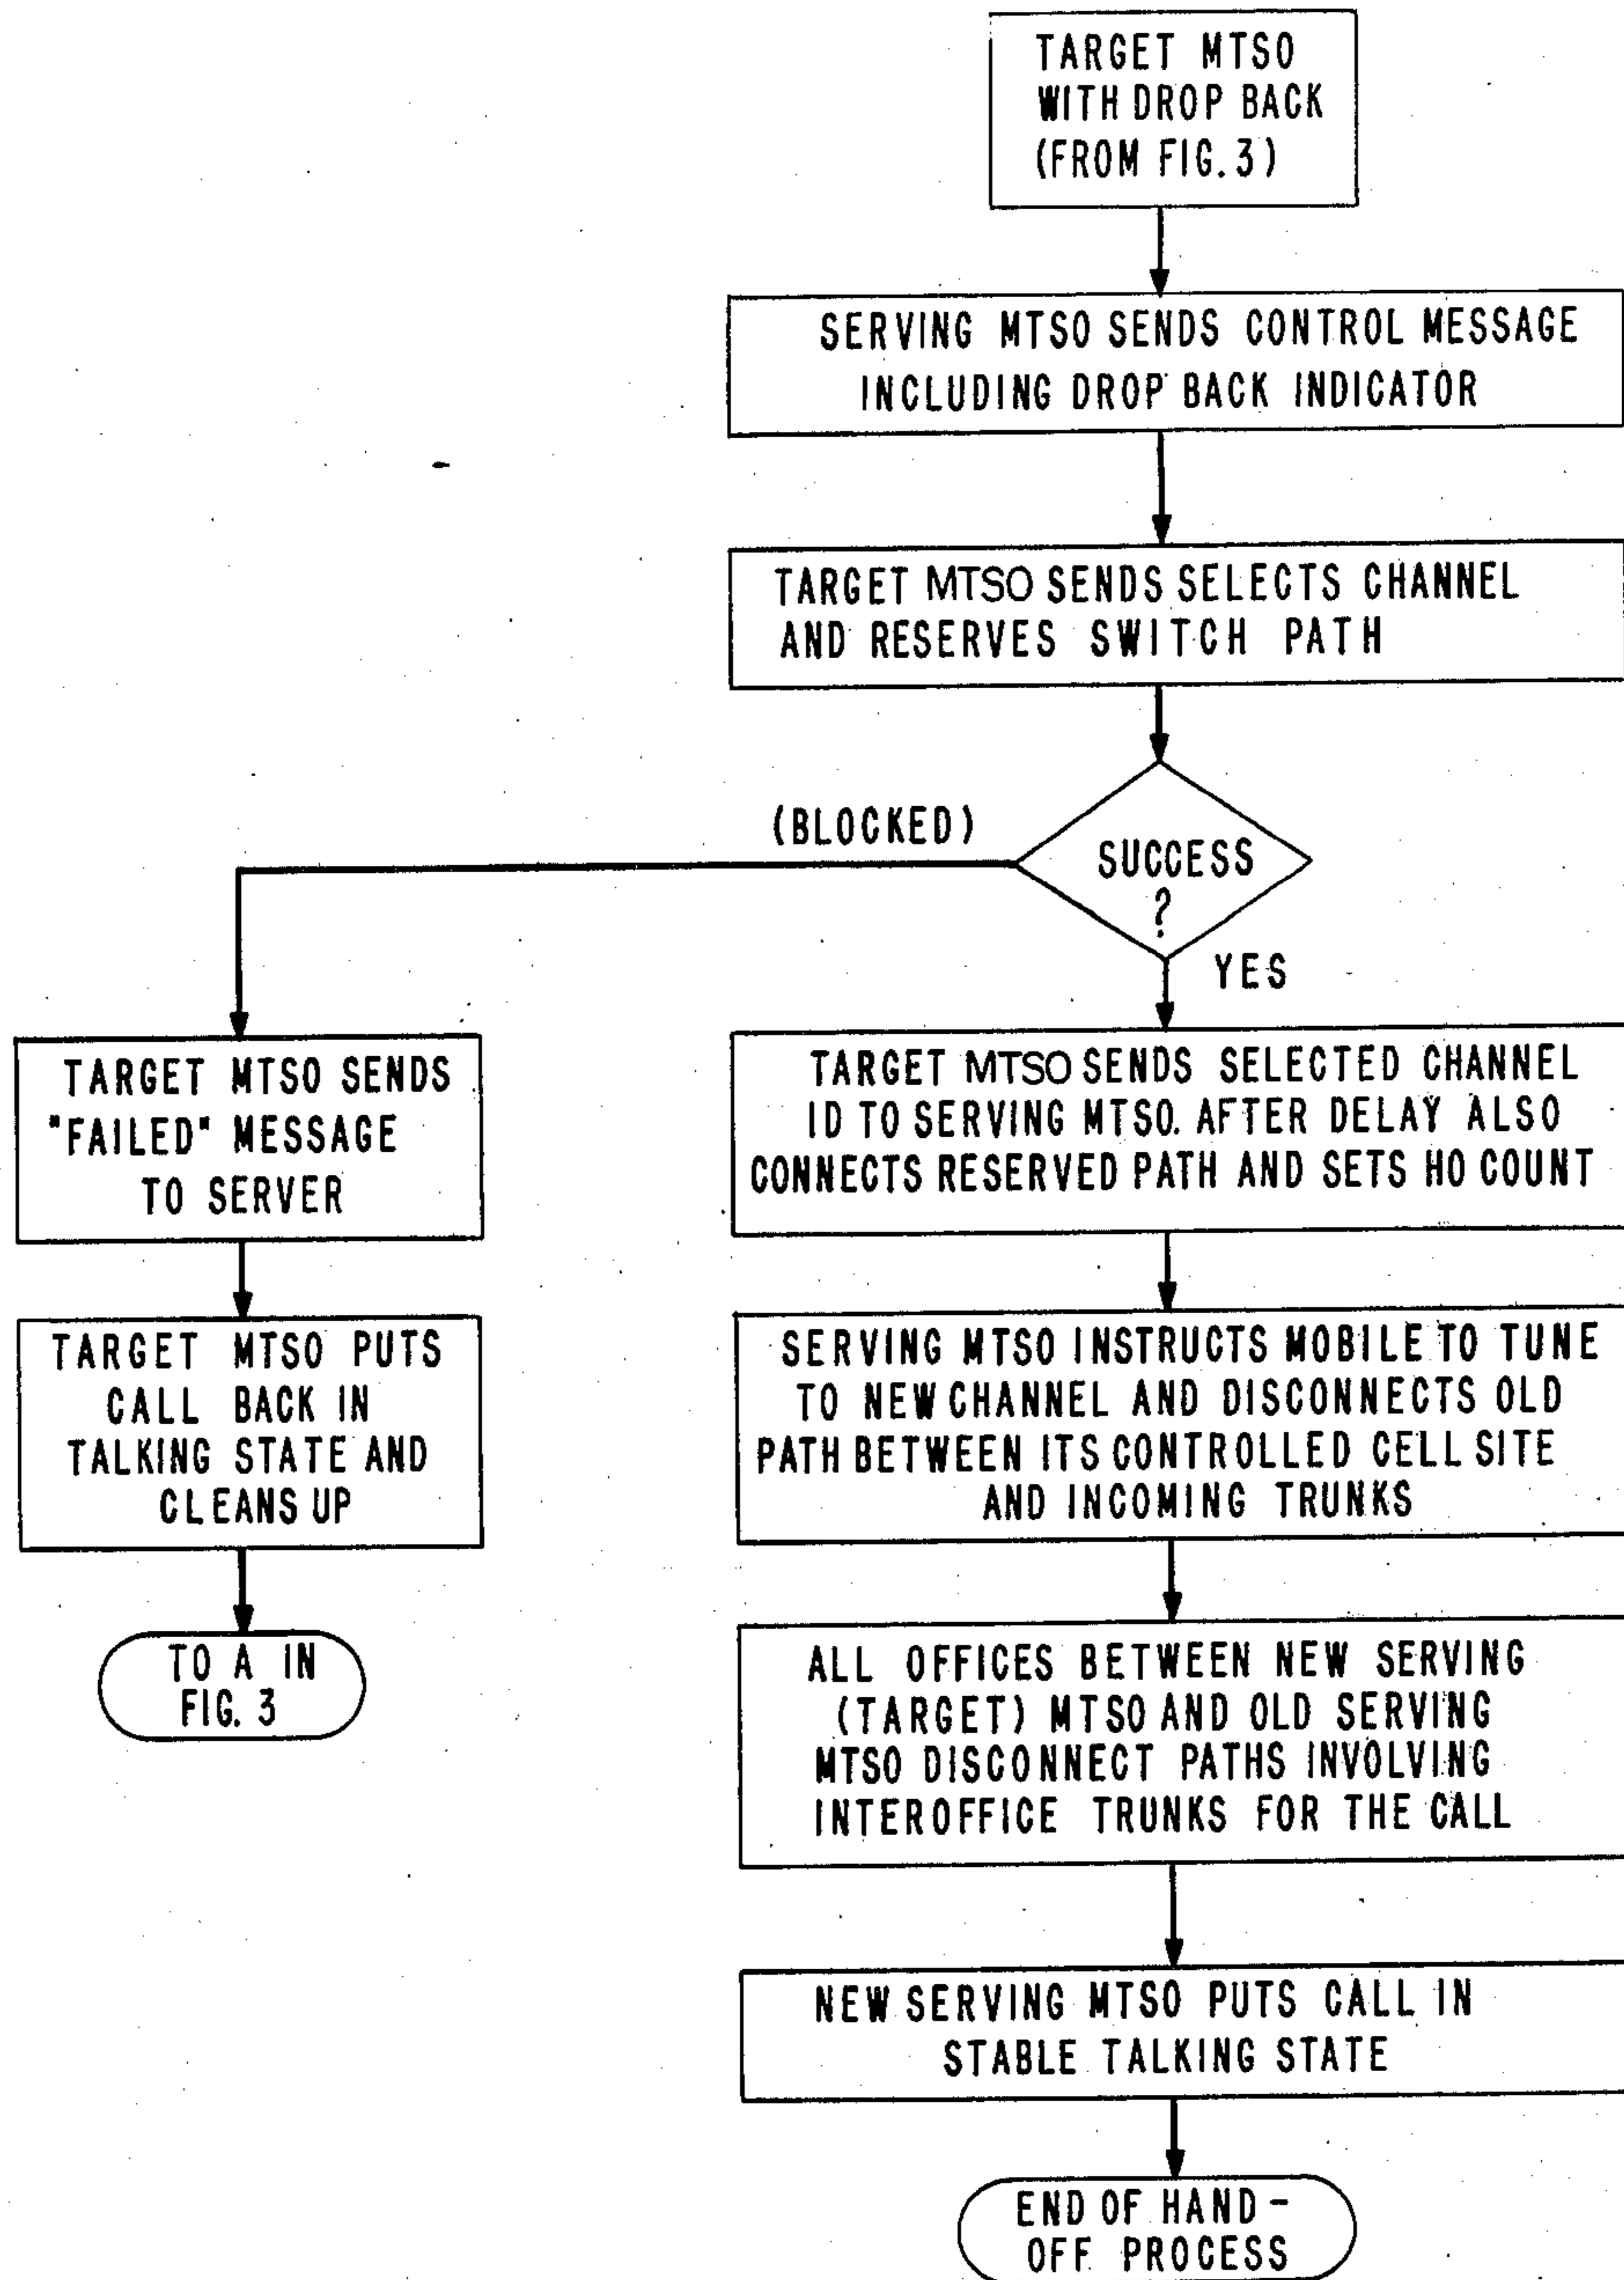 TARGET MTSO
WITH DROP BACK
(FROM FIG. 3)
SERVING MTSO SENDS CONTROL MESSAGE
INCLUDING DROP BACK INDICATOR
TARGET MTSO SENDS SELECTS CHANNEL
AND RESERVES SWITCH PATH
(BLOCKED)
SUCCESS
?
YES
TARGET MTSO SENDS
"FAILED" MESSAGE
TO SERVER
TARGET MTSO PUTS
CALL BACK IN
TALKING STATE AND
CLEANS UP
TO A IN
FIG. 3
TARGET MTSO SENDS SELECTED CHANNEL
ID TO SERVING MTSO. AFTER DELAY ALSO
CONNECTS RESERVED PATH AND SETS HO COUNT
SERVING MTSO INSTRUCTS MOBILE TO TUNE
TO NEW CHANNEL AND DISCONNECTS OLD
PATH BETWEEN ITS CONTROLLED CELL SITE
AND INCOMING TRUNKS
ALL OFFICES BETWEEN NEW SERVING
(TARGET) MTSO AND OLD SERVING
MTSO DISCONNECT PATHS INVOLVING
INTEROFFICE TRUNKS FOR THE CALL
NEW SERVING MTSO PUTS CALL IN
STABLE TALKING STATE
END OF HAND-
OFF PROCESS